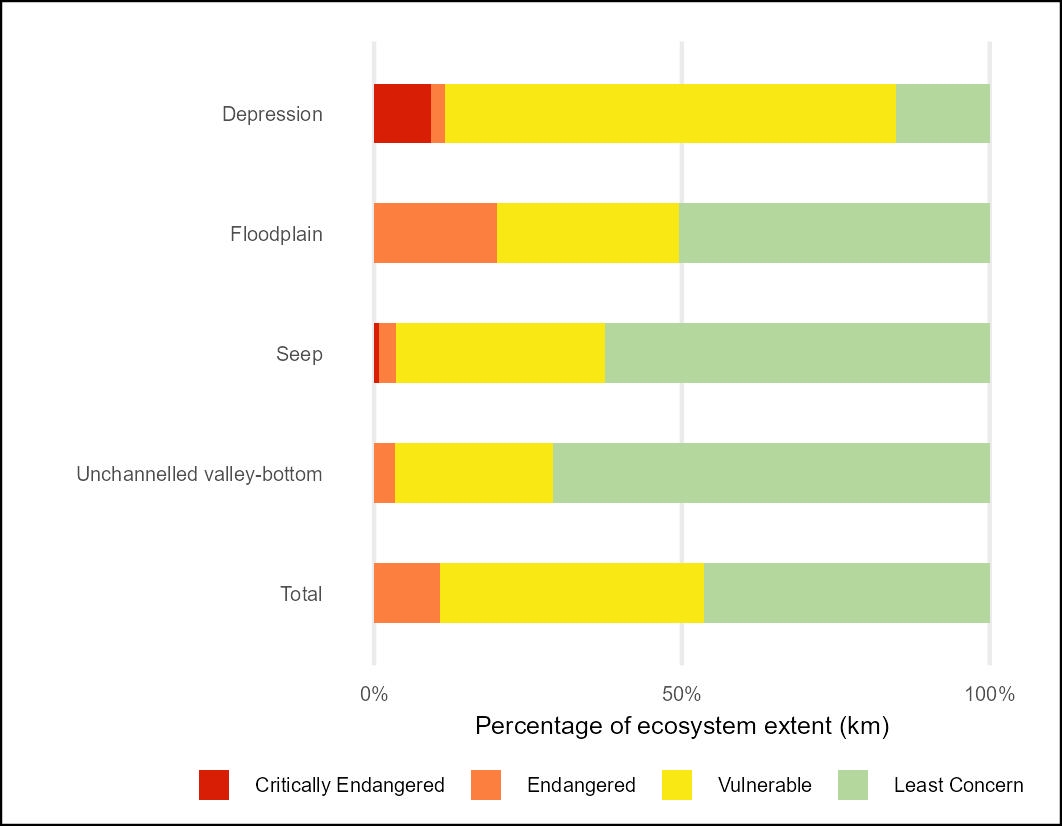 Depression
Floodplain
Seep
Unchannelled valley-bottom
Total
0% 50% 100%
Percentage of ecosystem extent (km)
Critically Endangered Endangered Vulnerable Least Concern